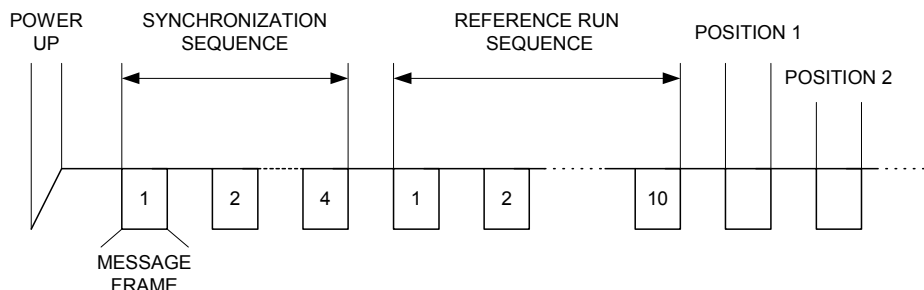 POWER
UP
SYNCHRONIZATION
SEQUENCE
REFERENCE RUN
SEQUENCE
POSITION 1
POSITION 2
1
2
4
1
2
10
MESSAGE
FRAME